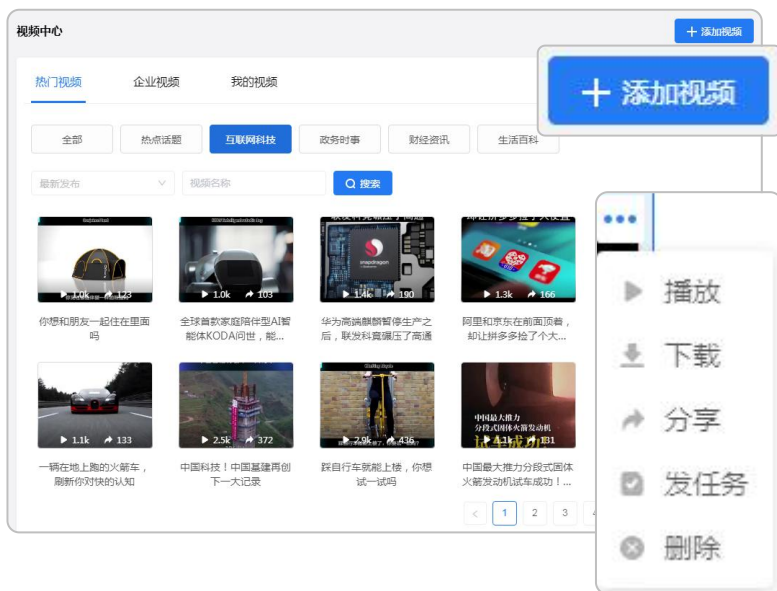 视频中心
+ 添加视频
热门视频 企业视频 我的视频
+ 添加视频
全部 热点话题 互联网科技 政务时事 财经资讯 生活百科
最新发布 视频名称 搜索
snapdragon
1.0k 123
1.0k 103
1.4k 190
1.3k 166
你想和朋友一起住在里面
吗
全球首款家庭陪伴型AI智
能体KODA问世，能...
华为高端麒麟暂停生产之
后，联发科竟碾压了高通
阿里和京东在前面顶着，
却让拼多多捡了个大...
中国最大推力
分段式固体火箭发动机
试车成功
1.1k 133
2.5k 372
2.9k 436
1.1k 131
一辆在地上跑的火箭车，
刷新你对快的认知
中国科技！中国基建再创
下一大记录
踩自行车就能上楼，你想
试一试吗
中国最大推力分段式固体
火箭发动机试车成功！...
< 1 2 3
播放
下载
分享
发任务
删除